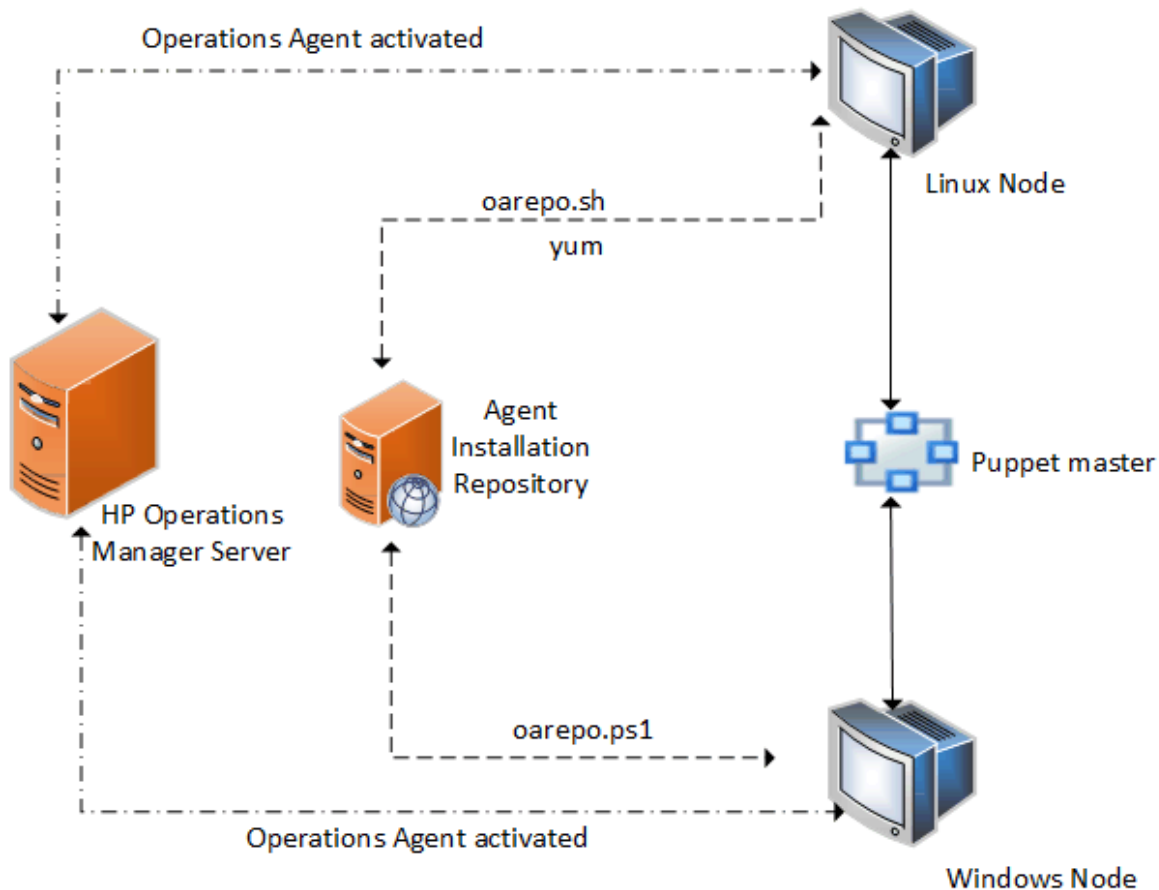 Operations Agent activated
Linux Node
oarepo.sh
yum
Agent
Installation
Repository
Puppet master
HP Operations
Manager Server
oarepo.ps1
Operations Agent activated
Windows Node